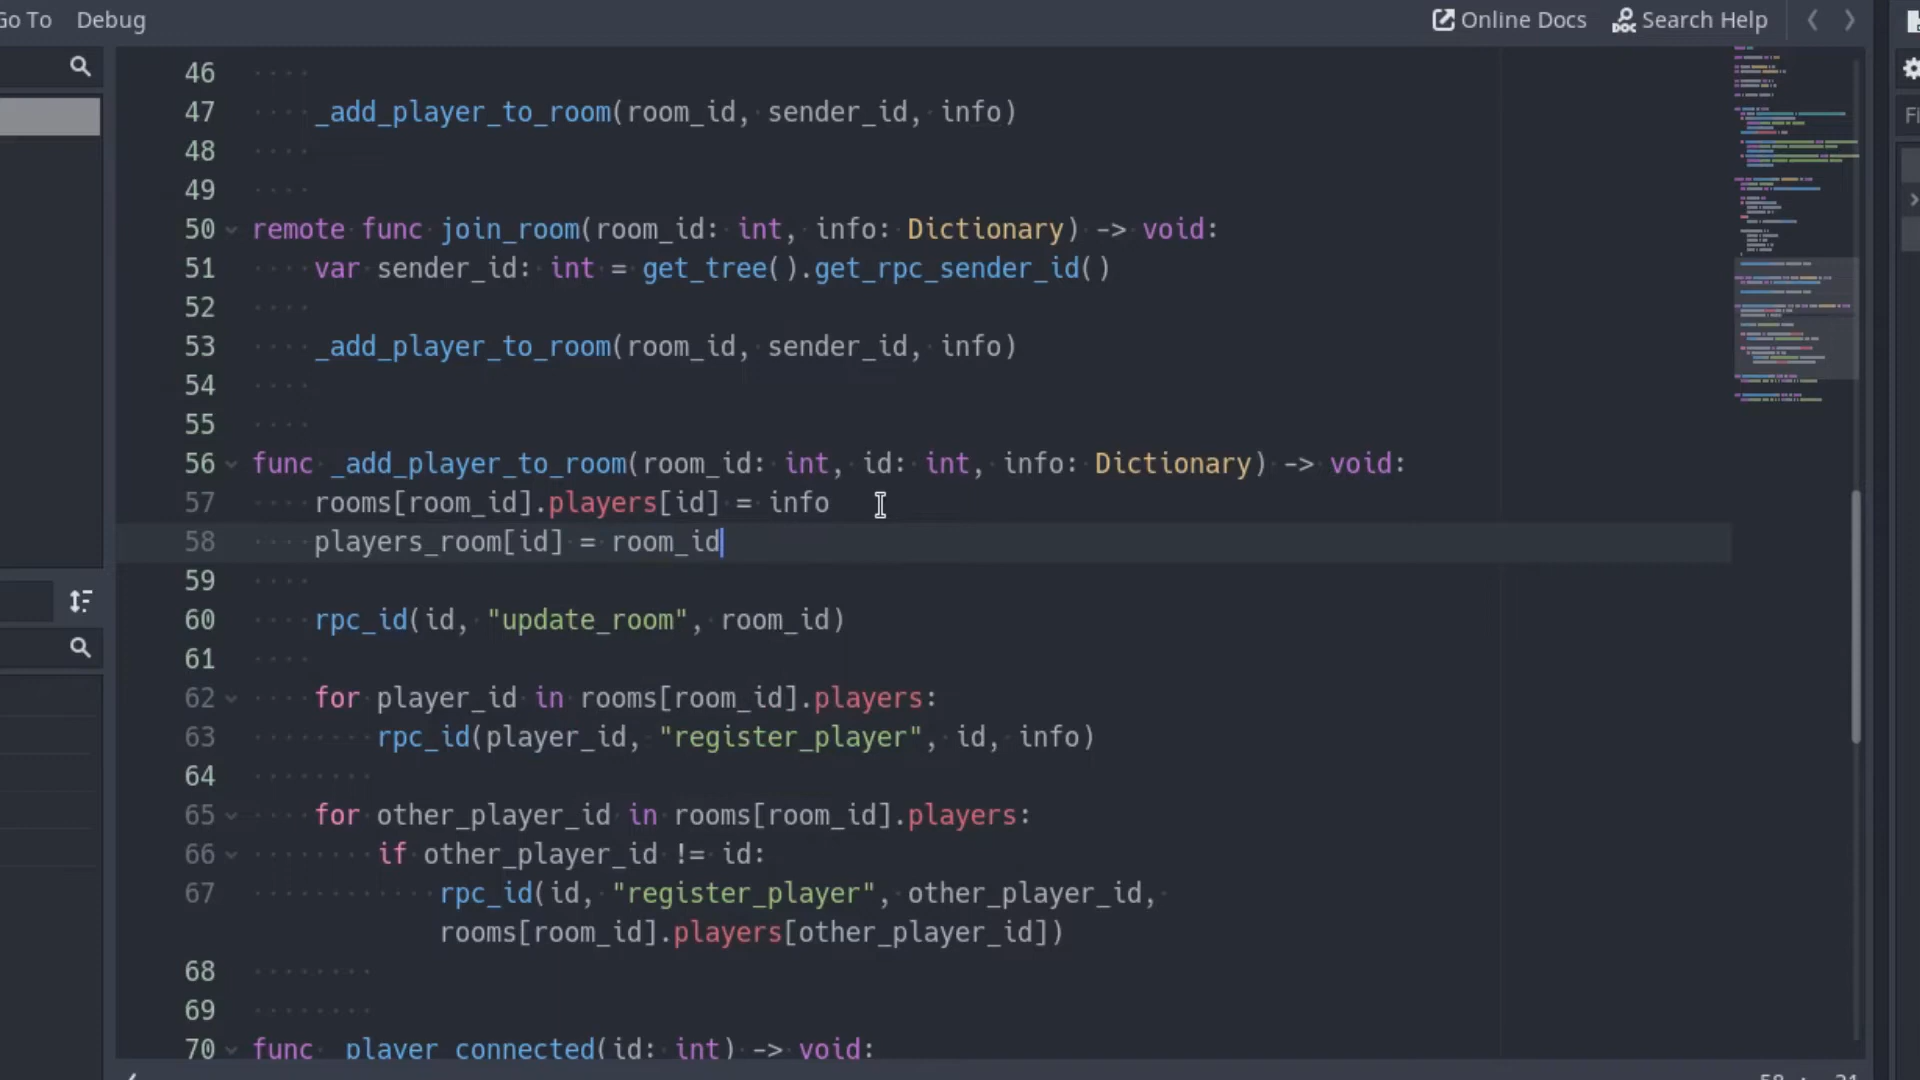 Go To Debug Online Docs Search Help
46
47 _add_player_to_room(room_id, sender_id, info)
48
49
50 remote func join_room(room_id: int, info: Dictionary) -> void:
51 var sender_id: int = get_tree().get_rpc_sender_id()
52
53 _add_player_to_room(room_id, sender_id, info)
54
55
56 func _add_player_to_room(room_id: int, id: int, info: Dictionary) -> void:
57 rooms[room_id].players[id] = info
58 players_room[id] = room_id
59
60 rpc_id(id, "update_room", room_id)
61
62 for player_id in rooms[room_id].players:
63 rpc_id(player_id, "register_player", id, info)
64
65 for other_player_id in rooms[room_id].players:
66 if other_player_id != id:
67 rpc_id(id, "register_player", other_player_id,
rooms[room_id].players[other_player_id])
68
69
70 func _player_connected(id: int) -> void: